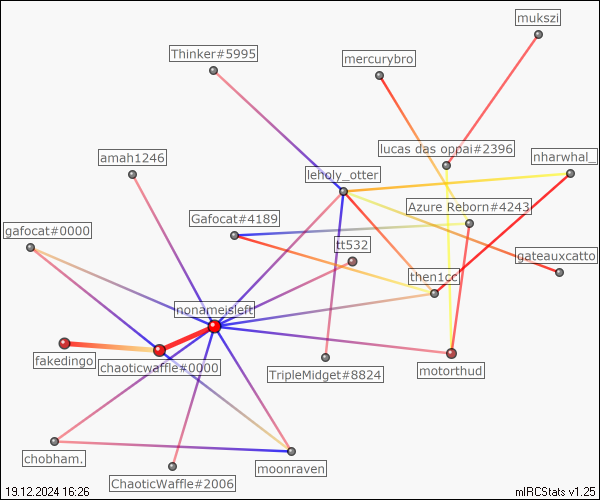 mukszi
Thinker#5995
mercurybro
lucas das oppai#2396
amah1246
nharwhal_
leholy_otter
Azure Reborn#4243
Gafocat#4189
gafocat#0000
tt532
gateauxcatto
then1cc
nonameisleft
fakedingo
chaoticwaffle#0000
TripleMidget#8824
motorthud
chobham.
moonraven
ChaoticWaffle#2006
19.12.2024 16:26
mIRCStats v1.25